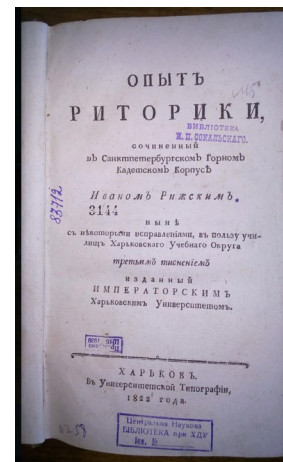 ОПЫТЪ
РИТОРИКИ,
БИБЛІОТЕКА
И. П. СОКАЛЬСКАГО.
сочиненный
въ Санктпетербургскомъ Горномъ
Кадетскомъ Корпусѣ
Иваномъ Рижскимъ.
3144
нынѣ
съ нѣкоторыми исправленіями, въ пользу учи-
лищъ Харьковскаго Учебнаго Округа
третьимъ тисненіемъ
изданный
ИМПЕРАТОРСКИМЪ
Харьковскимъ Университетомъ.
ХАРЬКОВЪ.
Въ Университетской Типографіи,
1822 года.
Центральна Наукова
БІБЛІОТЕКА при ХДУ
Інв. №